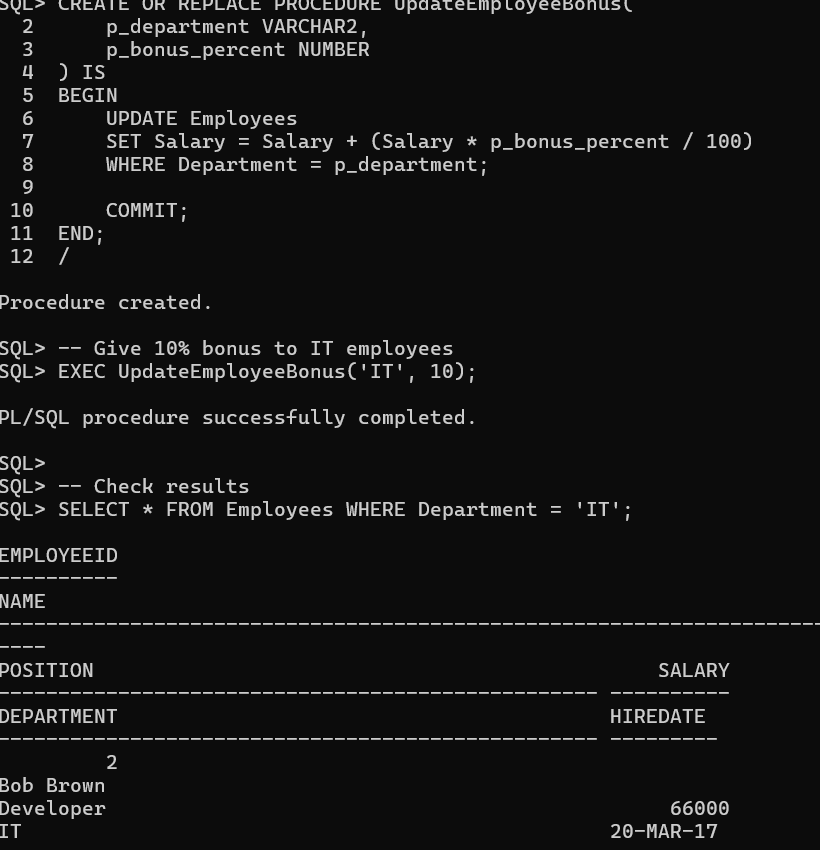 SQL> CREATE OR REPLACE PROCEDURE UpdateEmployeeBonus(
  2      p_department VARCHAR2,
  3      p_bonus_percent NUMBER
  4  ) IS
  5  BEGIN
  6      UPDATE Employees
  7      SET Salary = Salary + (Salary * p_bonus_percent / 100)
  8      WHERE Department = p_department;
  9
 10      COMMIT;
 11  END;
 12  /
Procedure created.
SQL> -- Give 10% bonus to IT employees
SQL> EXEC UpdateEmployeeBonus('IT', 10);
PL/SQL procedure successfully completed.
SQL>
SQL> -- Check results
SQL> SELECT * FROM Employees WHERE Department = 'IT';
EMPLOYEEID
----------
NAME
--------------------------------------------------------------------
----
POSITION                                               SALARY
-------------------------------------------------- ----------
DEPARTMENT                                         HIREDATE
-------------------------------------------------- ---------
         2
Bob Brown
Developer                                               66000
IT                                                 20-MAR-17